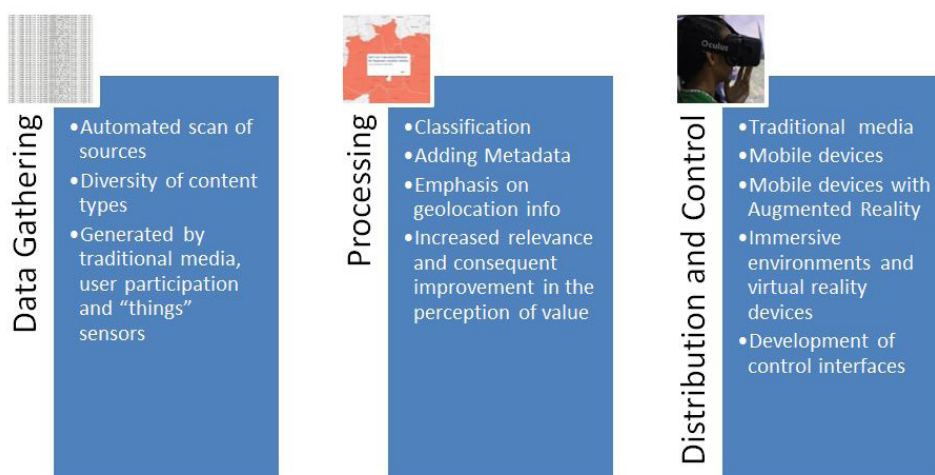 Data Gathering
•Automated scan of
sources
•Diversity of content
types
•Generated by
traditional media,
user participation
and “things”
sensors
Processing
•Classification
•Adding Metadata
•Emphasis on
geolocation info
•Increased relevance
and consequent
improvement in the
perception of value
oculus
Distribution and Control
•Traditional media
•Mobile devices
•Mobile devices with
Augmented Reality
•Immersive
environments and
virtual reality
devices
•Development of
control interfaces